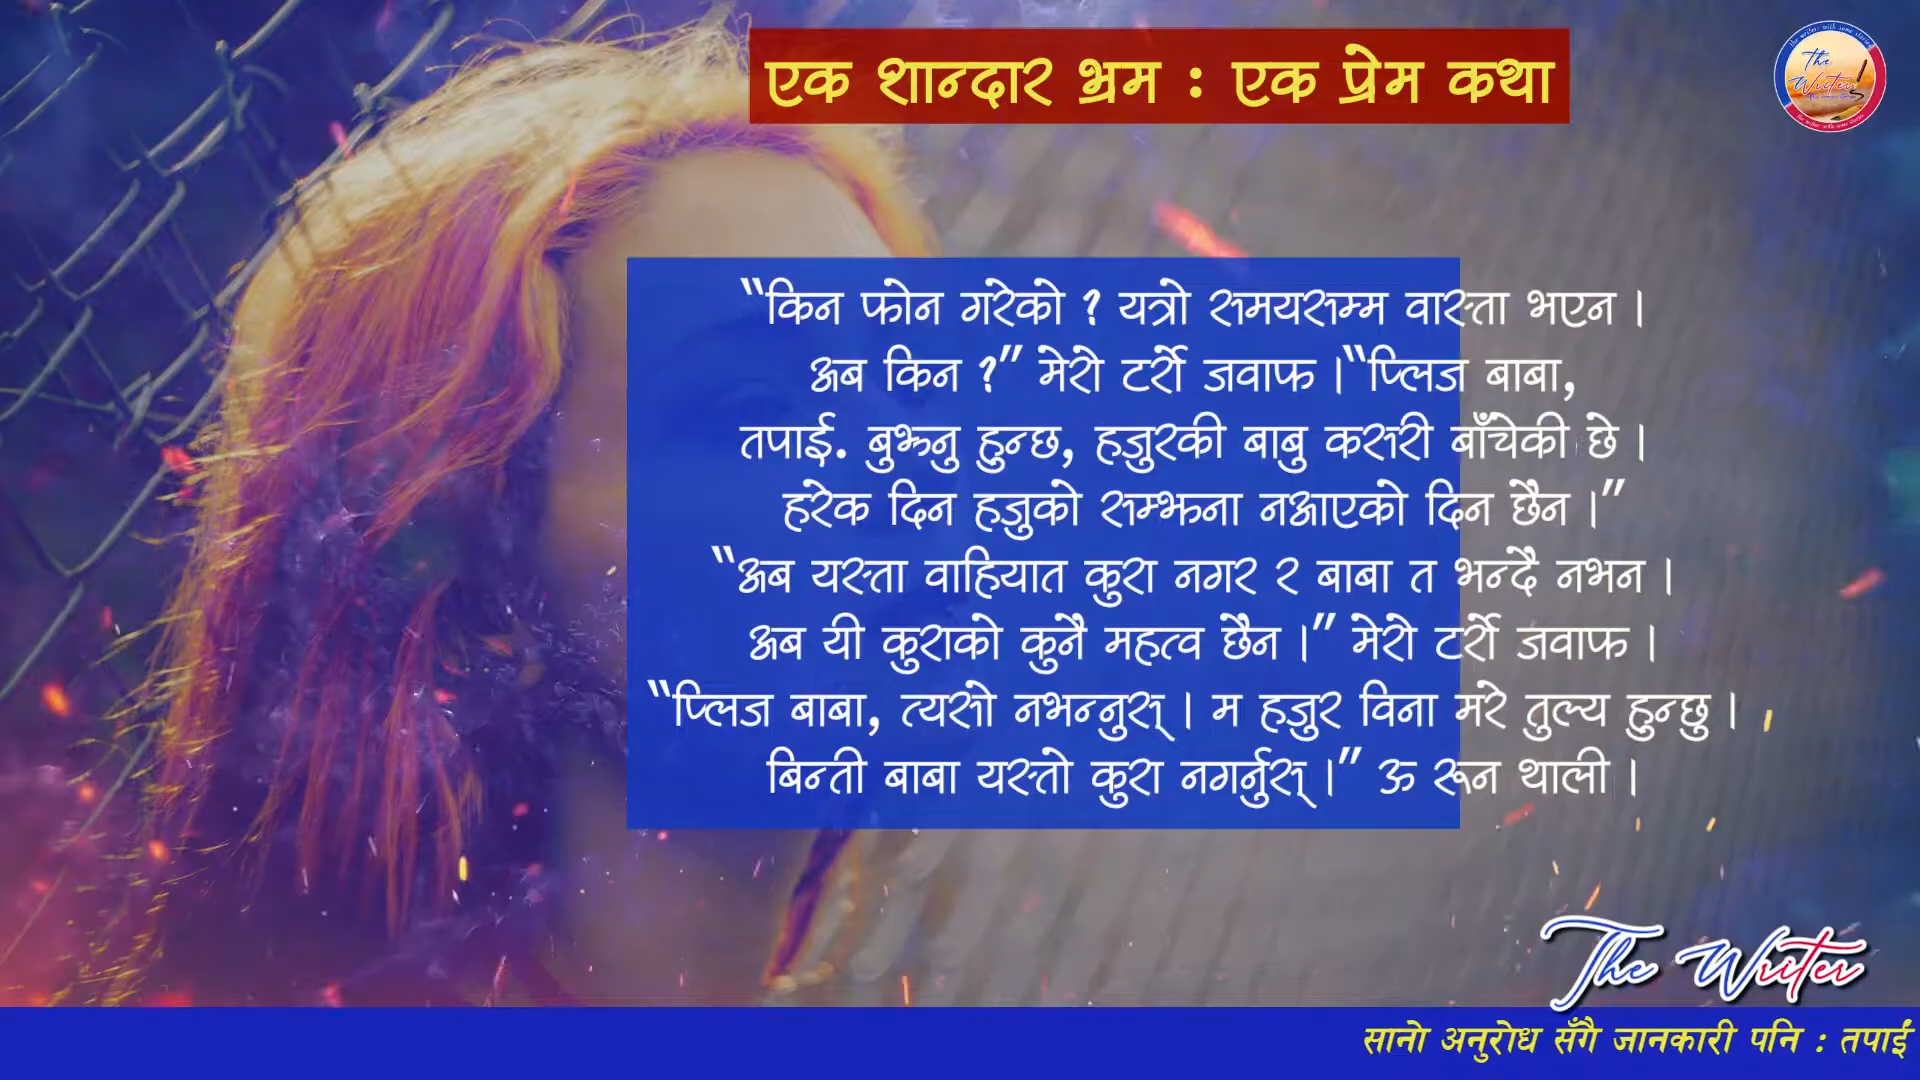 एक शान्दार भ्रम : एक प्रेम कथा
The Writer
“किन फोन गरेको ? यत्रो समयसम्म वास्ता भएन ।
अब किन ?” मेरो टर्रो जवाफ ।“प्लिज बाबा,
तपाई. बुझ्नु हुन्छ, हजुरकी बाबु कसरी बाँचेकी छे ।
हरेक दिन हजुको सम्झना नआएको दिन छैन ।”
“अब यस्ता वाहियात कुरा नगर र बाबा त भन्दै नभन ।
अब यी कुराको कुनै महत्व छैन ।” मेरो टर्रो जवाफ ।
“प्लिज बाबा, त्यसो नभन्नुस् । म हजुर विना मरे तुल्य हुन्छु ।
बिन्ती बाबा यस्तो कुरा नगर्नुस् ।” ऊ रून थाली ।
The Writer
सानो अनुरोध सँगै जानकारी पनि : तपाईं